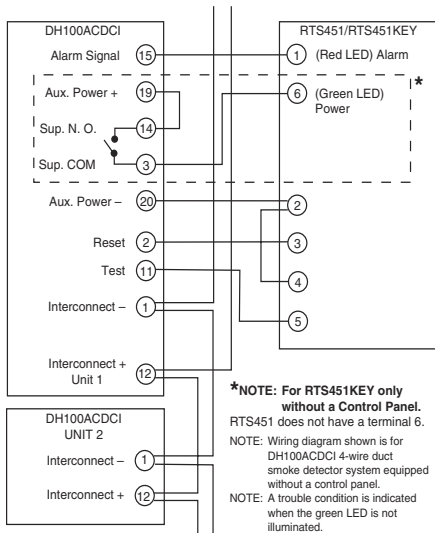 DH100ACDCI
RTS451/RTS451KEY
Alarm Signal 15
1 (Red LED) Alarm
*
Aux. Power + 19
6 (Green LED)
Power
Sup. N. O. 14
Sup. COM 3
Aux. Power – 20
2
Reset 2
3
Test 11
4
Interconnect – 1
5
Interconnect + 12
Unit 1
*NOTE: For RTS451KEY only
without a Control Panel.
RTS451 does not have a terminal 6.
NOTE: Wiring diagram shown is for
DH100ACDCI 4-wire duct
smoke detector system equipped
without a control panel.
NOTE: A trouble condition is indicated
when the green LED is not
illuminated.
DH100ACDCI
UNIT 2
Interconnect – 1
Interconnect + 12